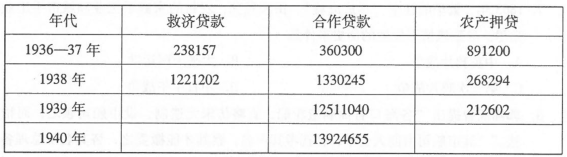 年代 救济贷款 合作贷款 农产押贷
1936—37 年 238157 360300 891200
1938 年 1221202 1330245 268294
1939 年 12511040 212602
1940 年 13924655